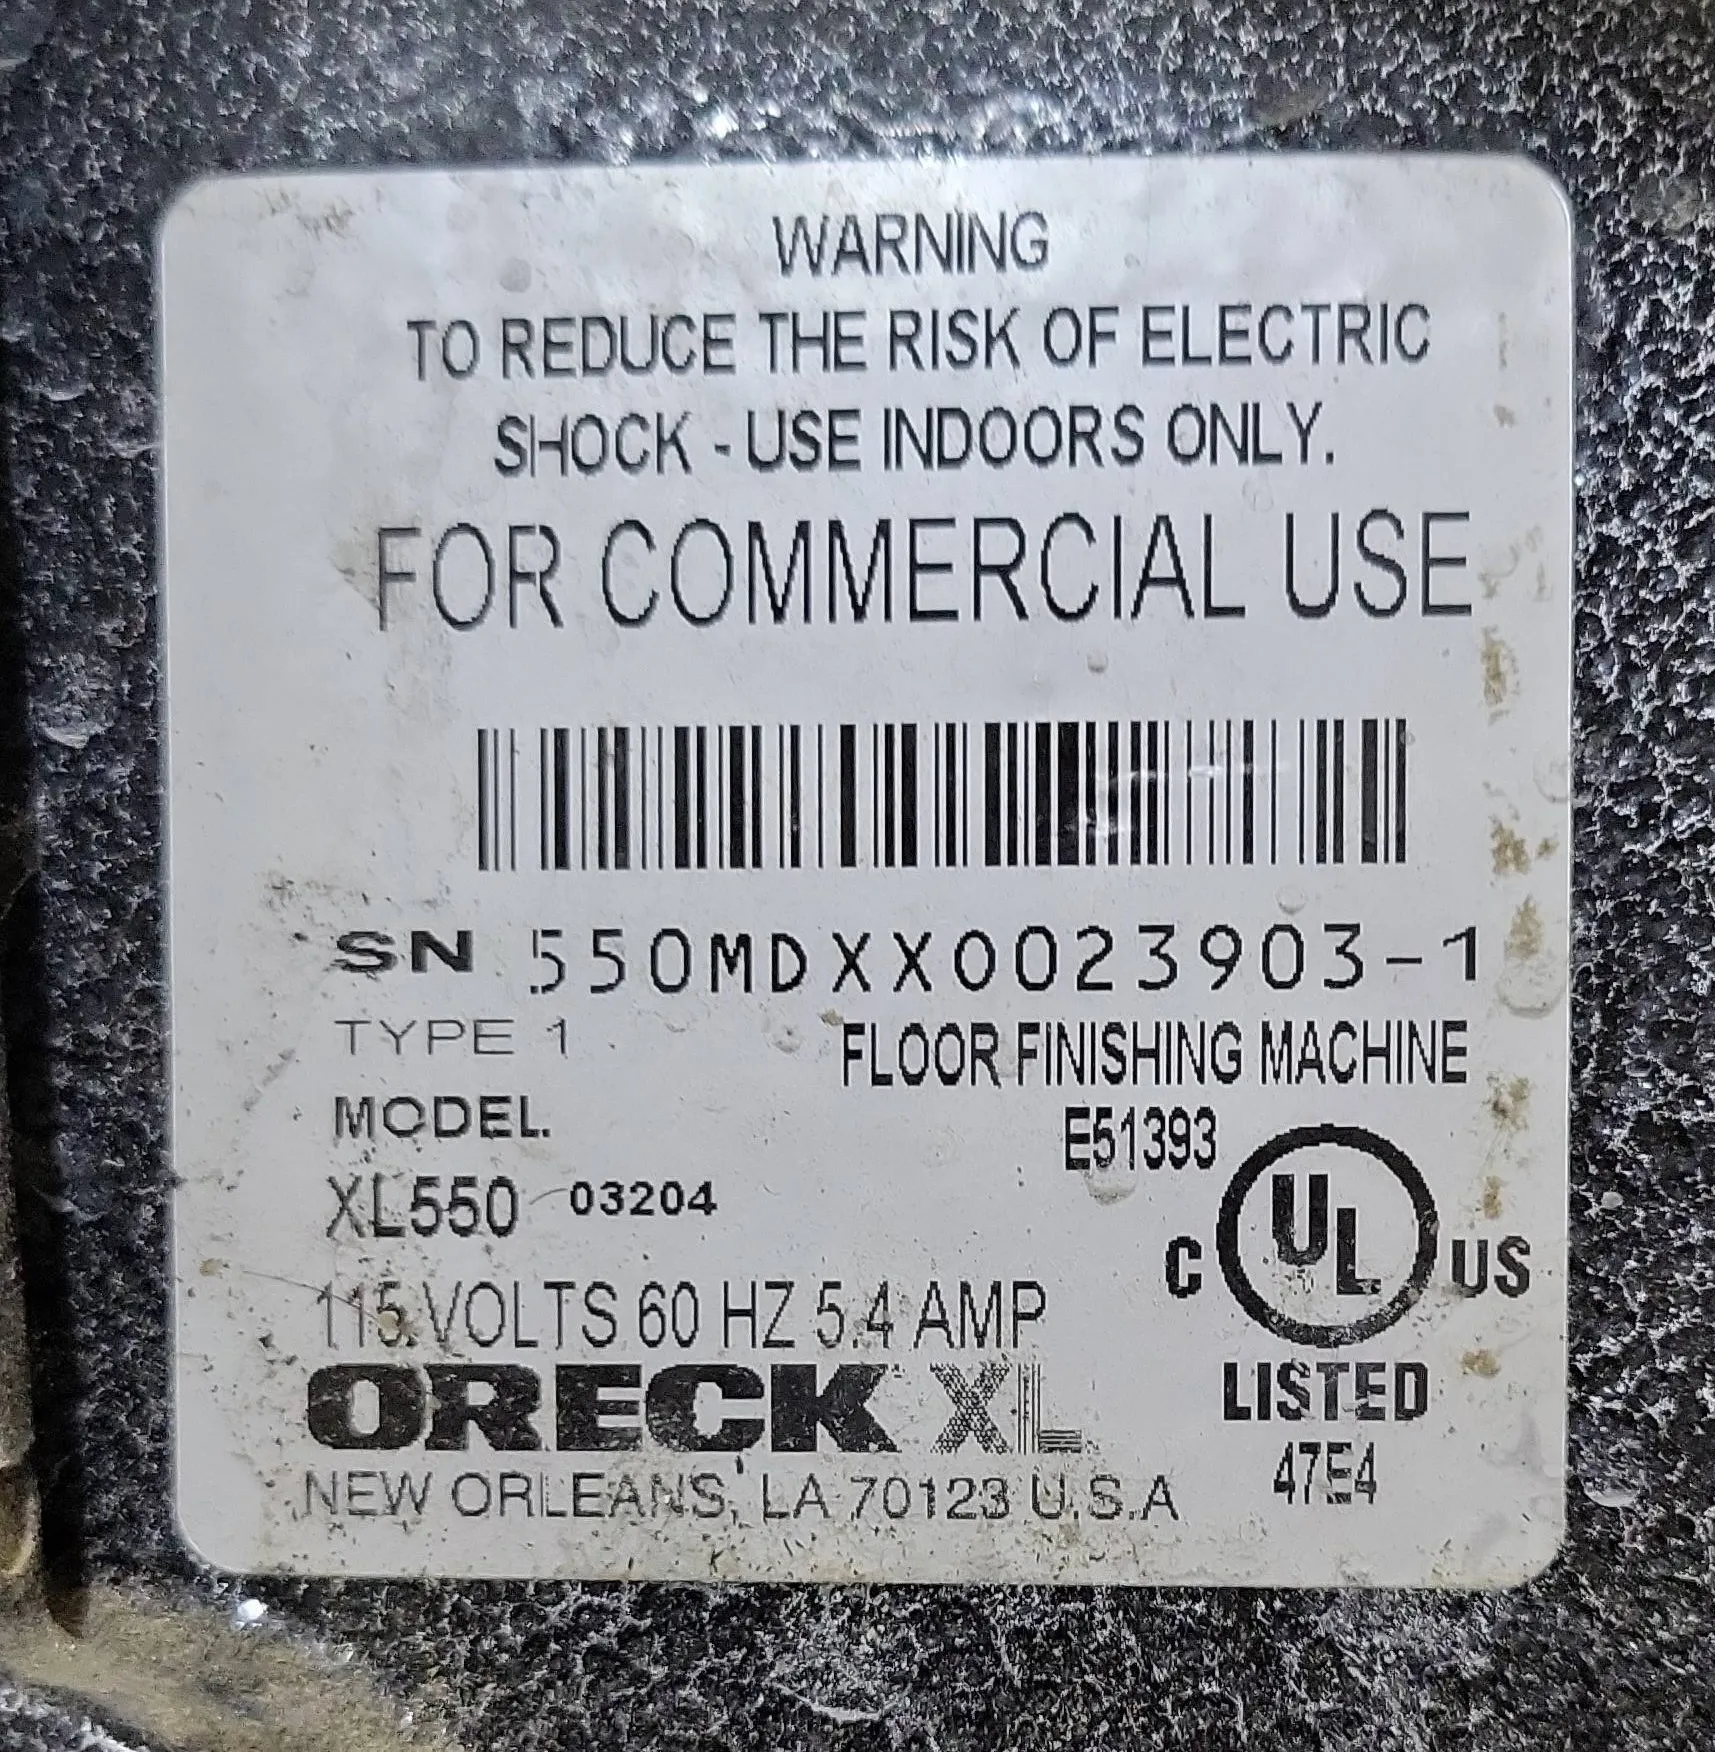 WARNING
TO REDUCE THE RISK OF ELECTRIC
SHOCK - USE INDOORS ONLY.
FOR COMMERCIAL USE
SN 550MDXX0023903-1
TYPE 1 FLOOR FINISHING MACHINE
MODEL. E51393
XL550 03204
C UL US
115 VOLTS 60 HZ 5.4 AMP
ORECK XL LISTED
NEW ORLEANS, LA 70123 U.S.A 47E4